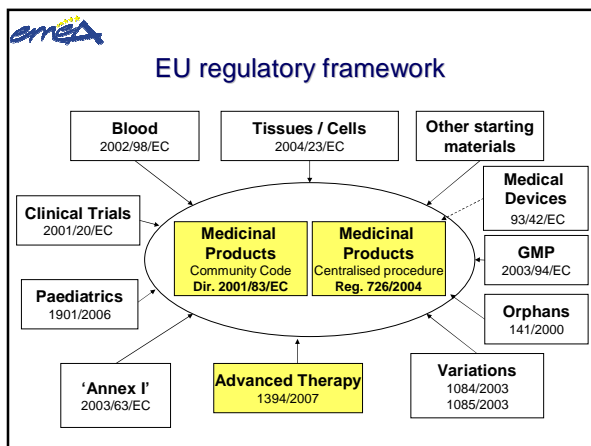 emea
EU regulatory framework
Blood
2002/98/EC
Tissues / Cells
2004/23/EC
Other starting
materials
Medical
Devices
93/42/EC
Clinical Trials
2001/20/EC
Medicinal
Products
Community Code
Dir. 2001/83/EC
Medicinal
Products
Centralised procedure
Reg. 726/2004
GMP
2003/94/EC
Paediatrics
1901/2006
Orphans
141/2000
'Annex I'
2003/63/EC
Advanced Therapy
1394/2007
Variations
1084/2003
1085/2003